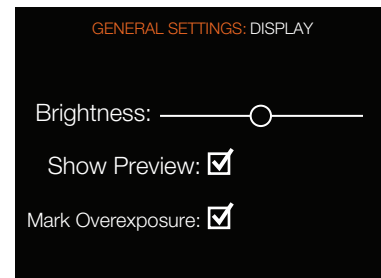 GENERAL SETTINGS: DISPLAY
Brightness:
Show Preview:
Mark Overexposure: